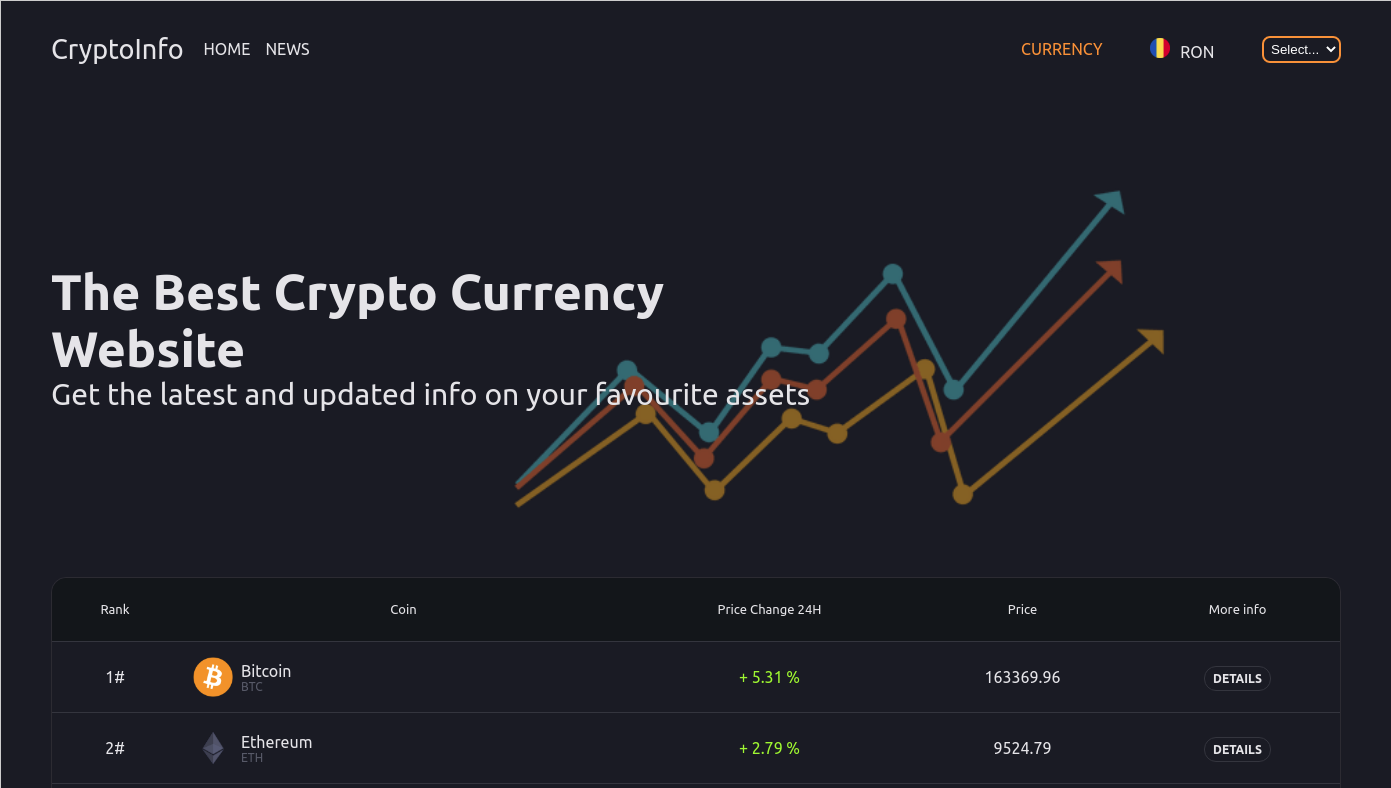 CryptoInfo HOME NEWS CURRENCY RON Select...
The Best Crypto Currency
Website
Get the latest and updated info on your favourite assets
Rank Coin Price Change 24H Price More info
1# Bitcoin BTC + 5.31 % 163369.96 DETAILS
2# Ethereum ETH + 2.79 % 9524.79 DETAILS